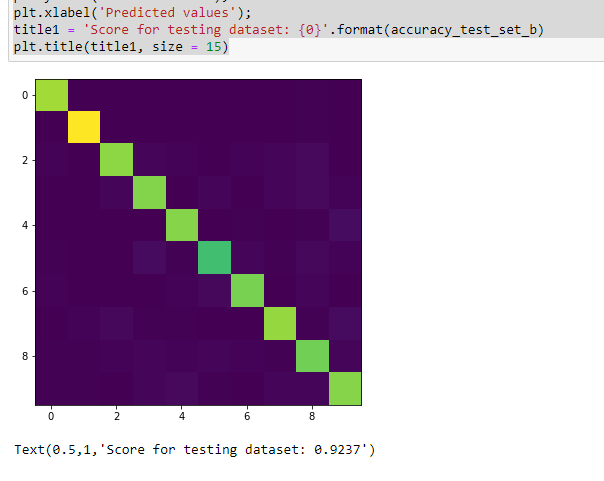 plt.xlabel('Predicted values');
title1 = 'Score for testing dataset: {0}'.format(accuracy_test_set_b)
plt.title(title1, size = 15)
0
2
4
6
8
0 2 4 6 8
Text(0.5,1,'Score for testing dataset: 0.9237')